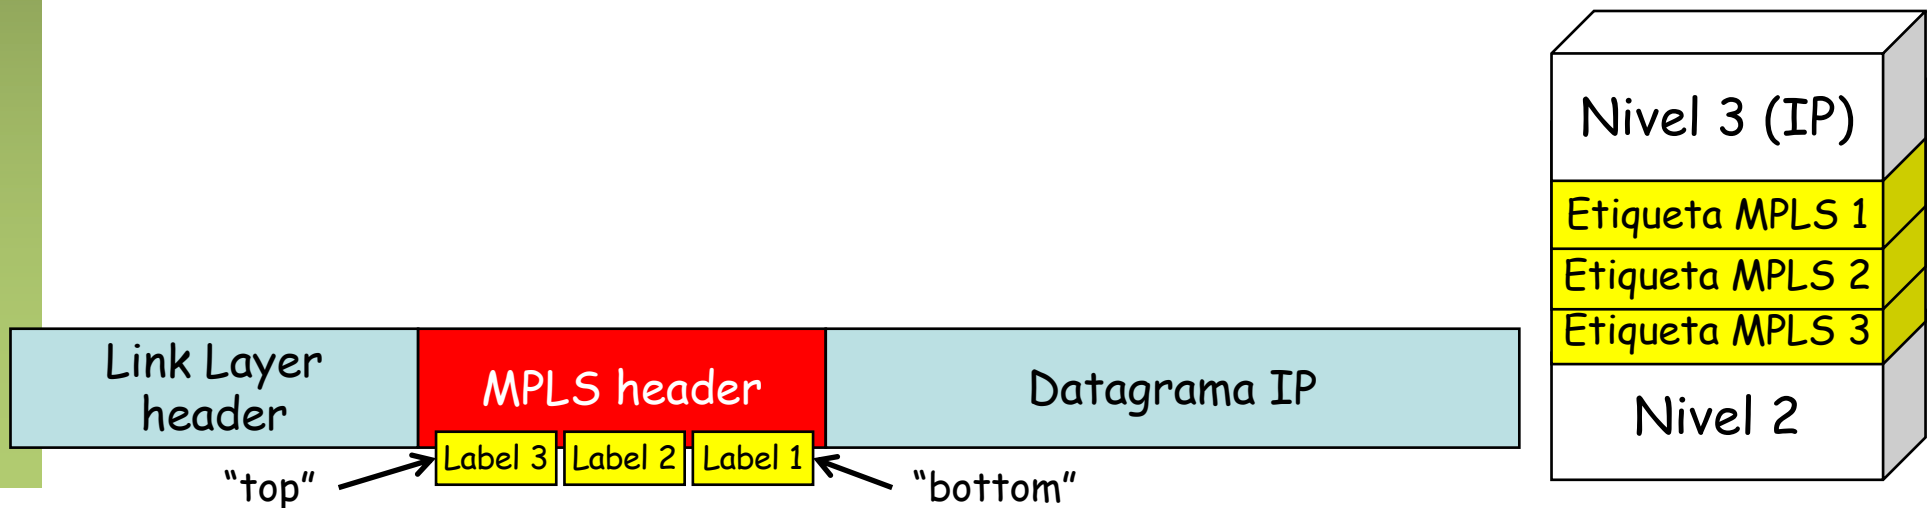 Nivel 3 (IP)
Etiqueta MPLS 1
Etiqueta MPLS 2
Etiqueta MPLS 3
Nivel 2
Link Layer
header
MPLS header
Datagrama IP
Label 3
Label 2
Label 1
“top”
“bottom”